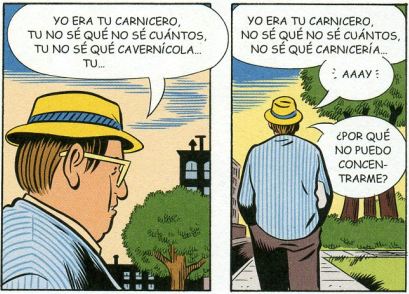 YO ERA TU CARNICERO,
TU NO SÉ QUÉ NO SÉ CUÁNTOS,
TU NO SÉ QUÉ CAVERNÍCOLA...
TU...
YO ERA TU CARNICERO,
NO SÉ QUÉ NO SÉ CUÁNTOS,
NO SÉ QUÉ CARNICERÍA...
AAAY
¿POR QUÉ
NO PUEDO
CONCEN-
TRARME?